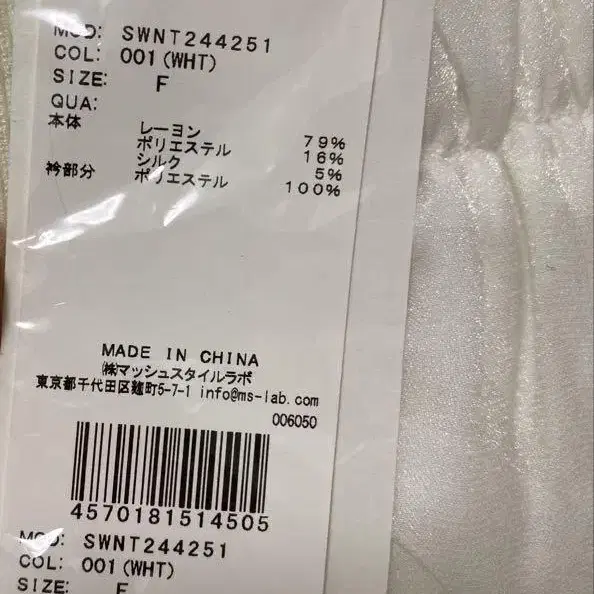 MOD: SWNT244251
COL: 001(WHT)
SIZE: F
QUA:
本体 レーヨン 79%
ポリエステル 16%
シルク 5%
衿部分 ポリエステル 100%
MADE IN CHINA
㈱マッシュスタイルラボ
東京都千代田区麹町5-7-1 info@ms-lab.com
006050
4570181514505
MOD: SWNT244251
COL: 001(WHT)
SIZE: F